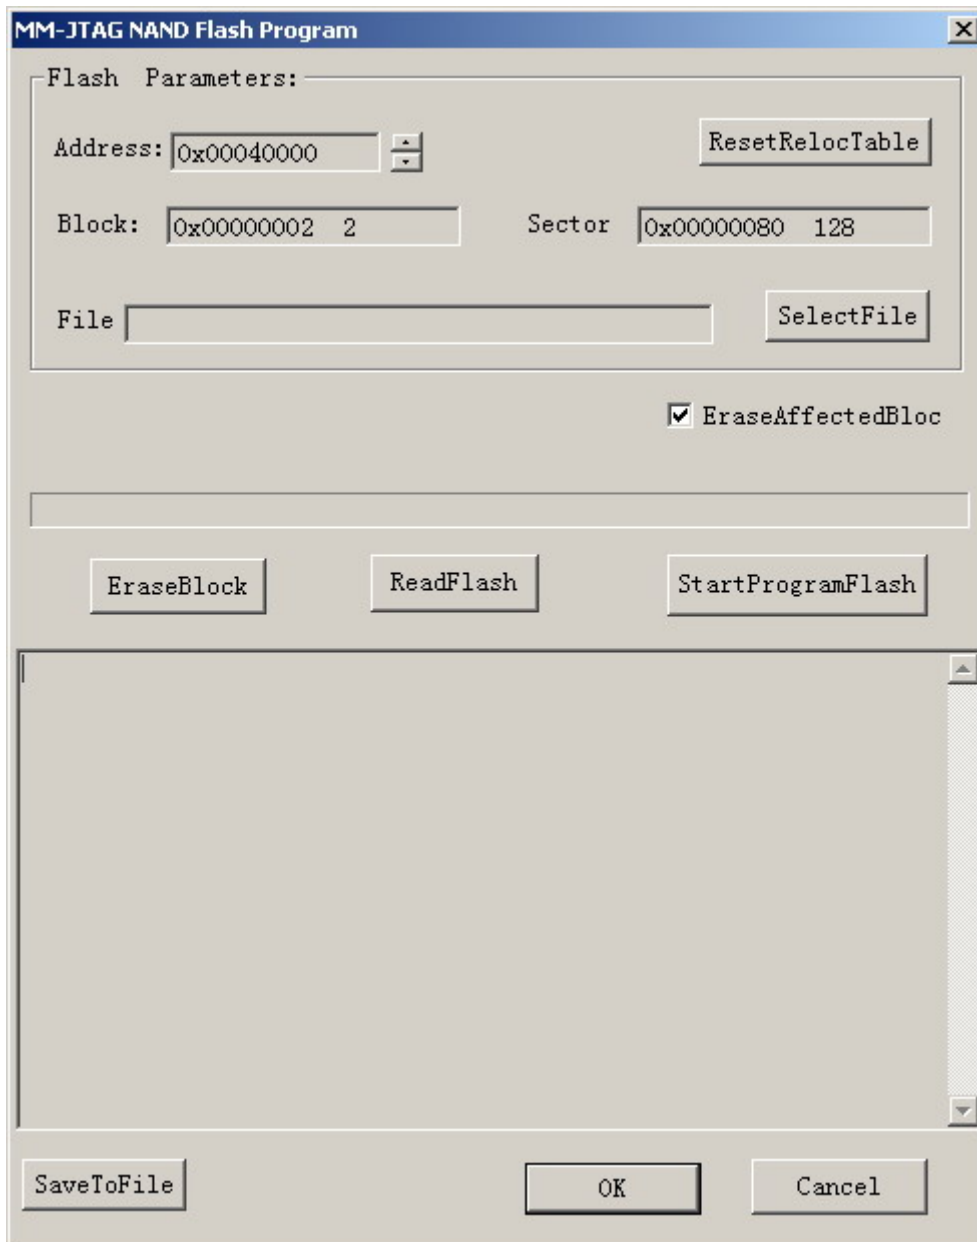 MM-JTAG NAND Flash Program
Flash Parameters:
Address: 0x00040000 ResetRelocTable
Block: 0x00000002 2 Sector 0x00000080 128
File SelectFile
EraseAffectedBloc
EraseBlock ReadFlash StartProgramFlash
SaveToFile OK Cancel